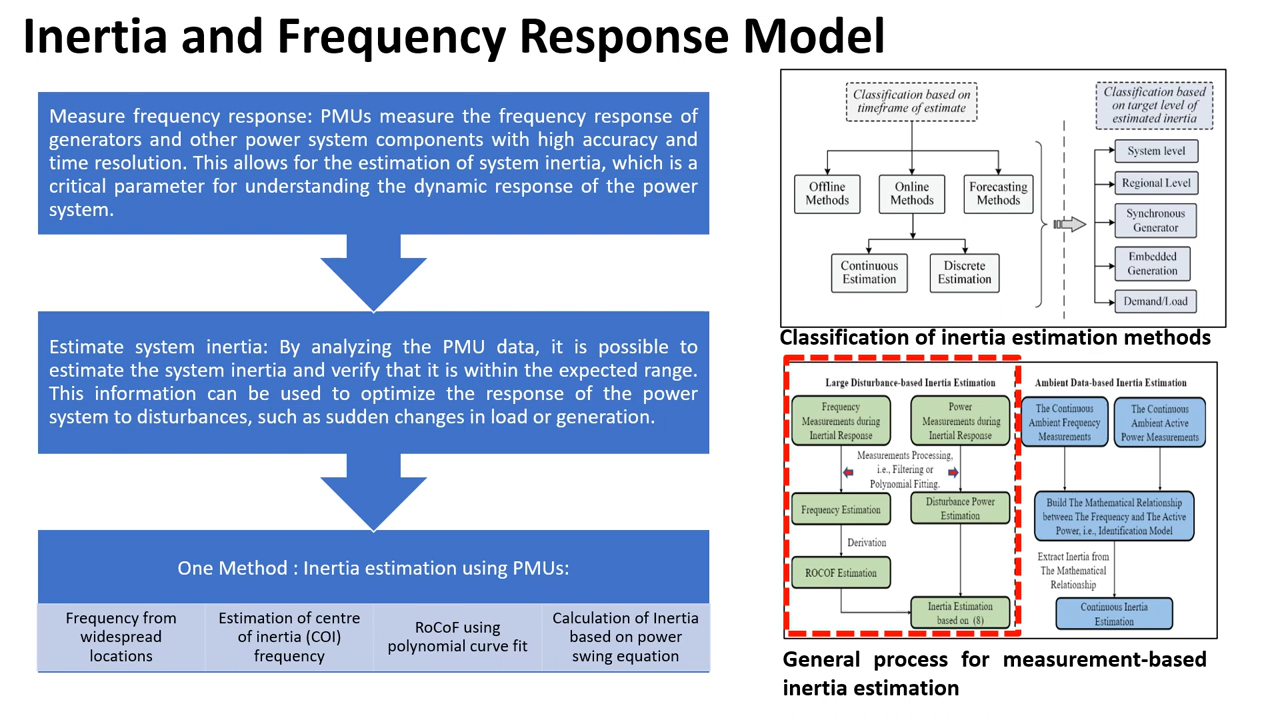 Inertia and Frequency Response Model
Measure frequency response: PMUs measure the frequency response of
generators and other power system components with high accuracy and
time resolution. This allows for the estimation of system inertia, which is a
critical parameter for understanding the dynamic response of the power
system.
Estimate system inertia: By analyzing the PMU data, it is possible to
estimate the system inertia and verify that it is within the expected range.
This information can be used to optimize the response of the power
system to disturbances, such as sudden changes in load or generation.
One Method : Inertia estimation using PMUs:
Frequency from
widespread
locations
Estimation of centre
of inertia (COI)
frequency
RoCoF using
polynomial curve fit
Calculation of Inertia
based on power
swing equation
Classification based on
timeframe of estimate
Offline
Methods
Online
Methods
Forecasting
Methods
Continuous
Estimation
Discrete
Estimation
Classification based
on target level of
estimated inertia
System level
Regional Level
Synchronous
Generator
Embedded
Generation
Demand/Load
Classification of inertia estimation methods
Large Disturbance-based Inertia Estimation
Frequency
Measurements during
Inertial Response
Power
Measurements during
Inertial Response
Measurements Processing,
i.e., Filtering or
Polynomial Fitting.
Frequency Estimation
Disturbance Power
Estimation
Derivation
ROCOF Estimation
Inertia Estimation
based on (8)
Ambient Data-based Inertia Estimation
The Continuous
Ambient Frequency
Measurements
The Continuous
Ambient Active
Power Measurements
Build The Mathematical Relationship
between The Frequency and The Active
Power, i.e., Identification Model
Extract Inertia from
The Mathematical
Relationship
Continuous Inertia
Estimation
General process for measurement-based
inertia estimation